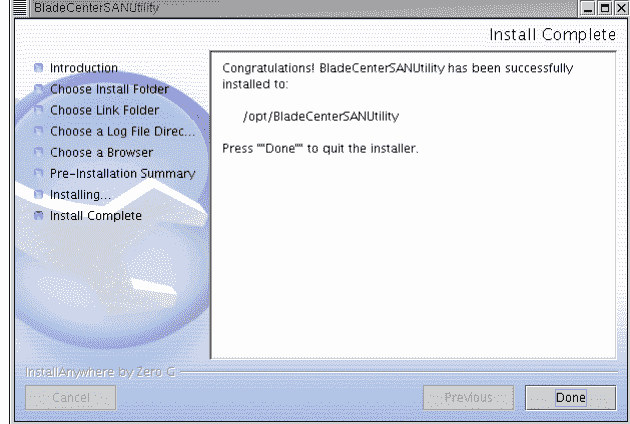 BladeCenterSANUtility
Install Complete
Introduction
Choose Install Folder
Choose Link Folder
Choose a Log File Direc...
Choose a Browser
Pre-Installation Summary
Installing...
Install Complete
Congratulations! BladeCenterSANUtility has been successfully
installed to:
/opt/BladeCenterSANUtility
Press ""Done"" to quit the installer.
InstallAnywhere by Zero G
Cancel
Previous
Done